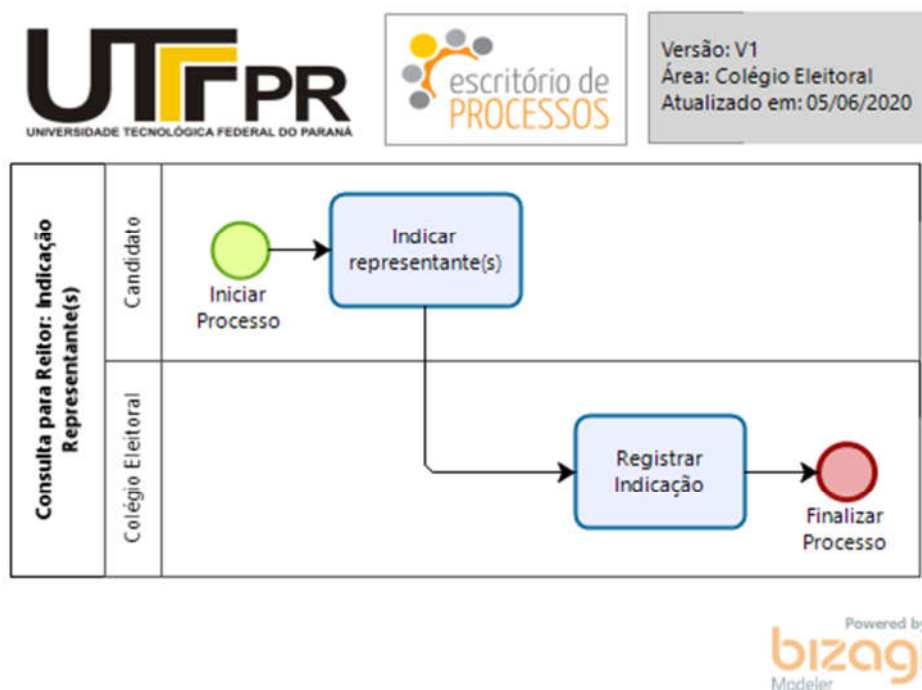 UTFPR
UNIVERSIDADE TECNOLÓGICA FEDERAL DO PARANÁ
escritório de
PROCESSOS
Versão: V1
Área: Colégio Eleitoral
Atualizado em: 05/06/2020
Consulta para Reitor: Indicação
Representante(s)
Candidato
Iniciar
Processo
Indicar
representante(s)
Colégio Eleitoral
Registrar
Indicação
Finalizar
Processo
Powered by
bizagi
Modeler